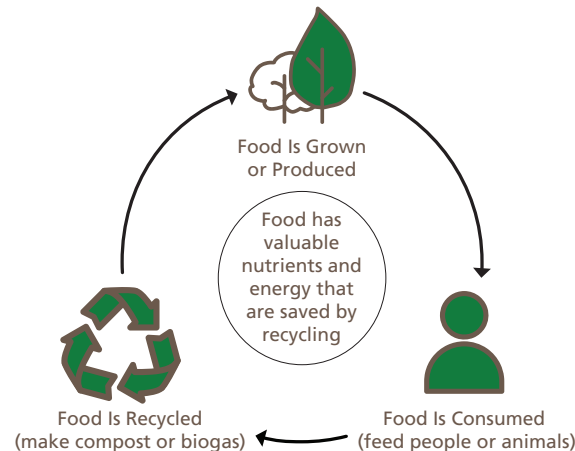 Food Is Grown
or Produced
Food has
valuable
nutrients and
energy that
are saved by
recycling
Food Is Recycled
(make compost or biogas)
Food Is Consumed
(feed people or animals)